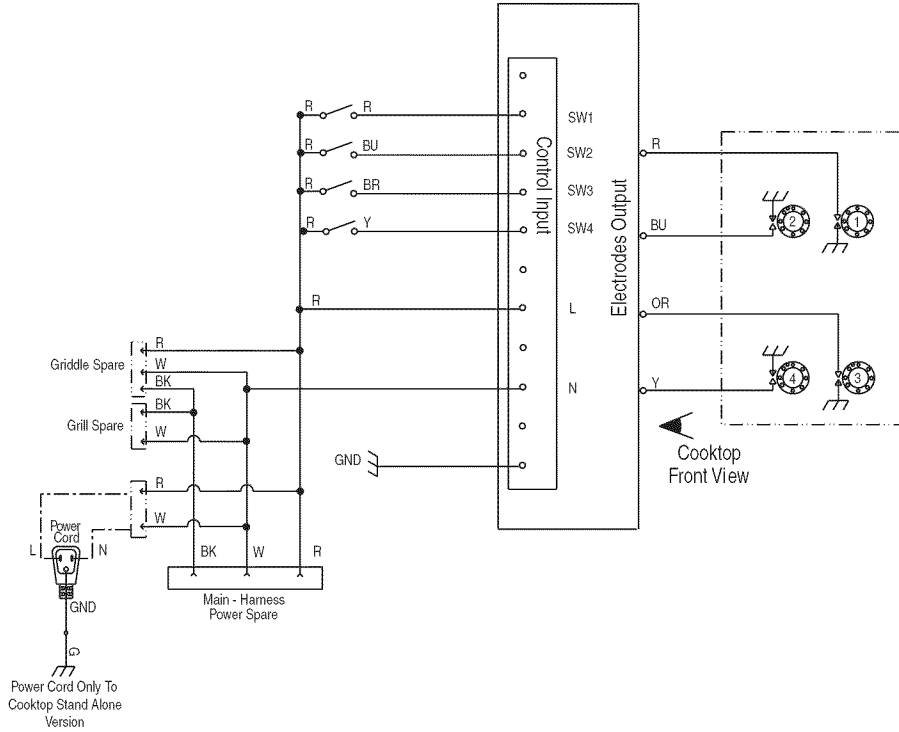 R
R
SW1
R
BU
SW2
R
BR
SW3
R
Y
SW4
Control Input
Electrodes Output
R
BU
OR
Y
2
1
4
3
R
L
N
Griddle Spare
R
W
BK
Grill Spare
BK
W
GND
Cooktop
Front View
R
W
Power
Cord
L
N
GND
G
BK
W
R
Main - Harness
Power Spare
Power Cord Only To
Cooktop Stand Alone
Version